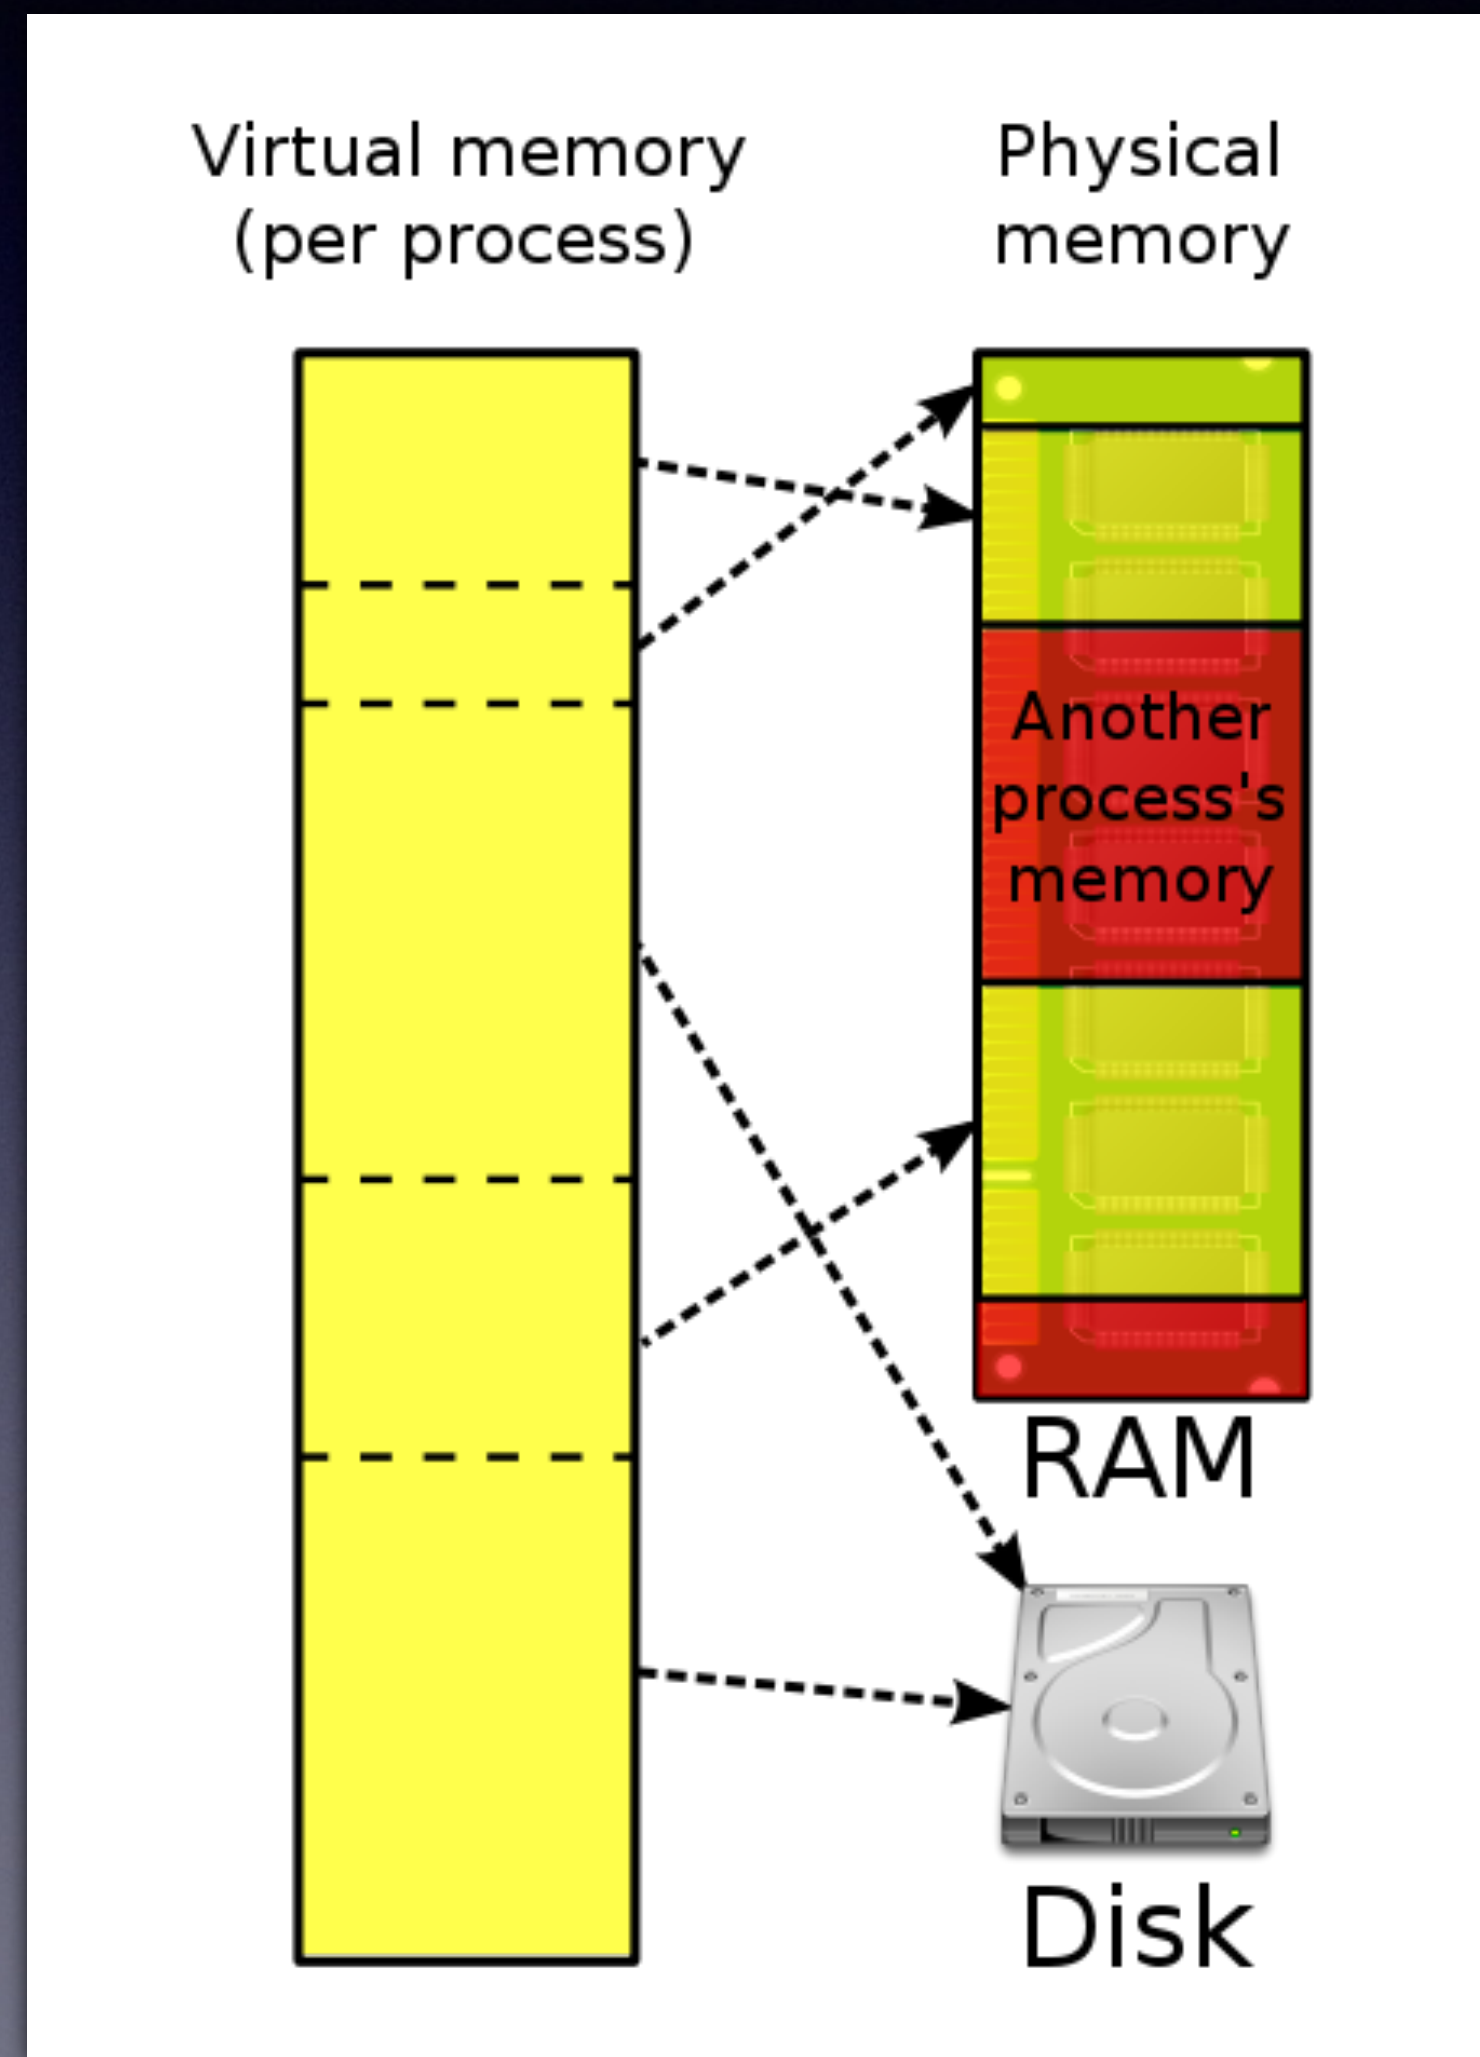 Virtual memory
(per process)
Physical
memory
Another
process's
memory
RAM
Disk